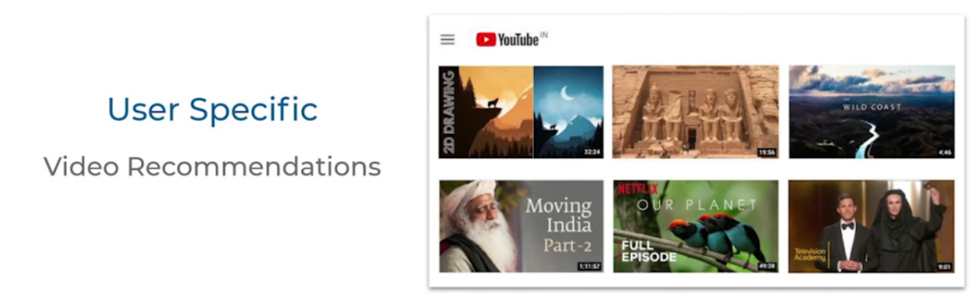 User Specific
Video Recommendations
YouTube IN
2D DRAWING
32:24
19:56
WILD COAST
4:46
Moving
India
Part-2
1:11:57
NETFLIX
OUR PLANET
FULL
EPISODE
49:28
Television
Academy
9:01